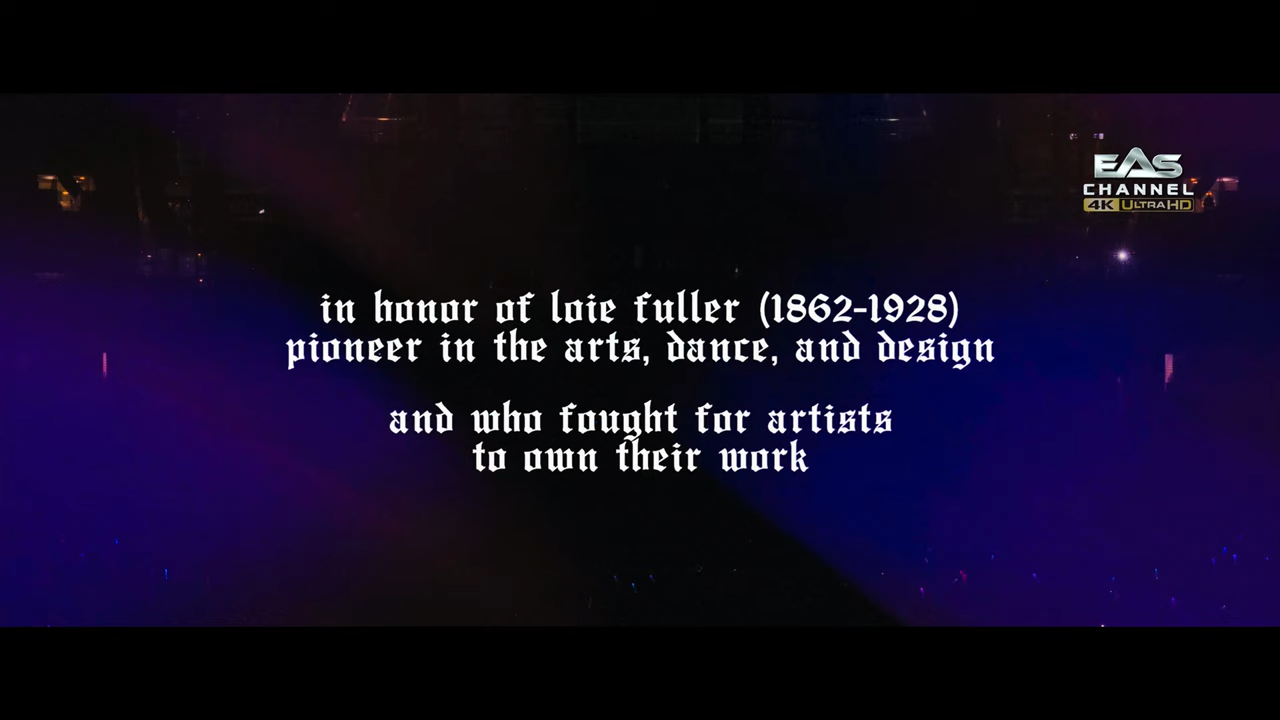 EAS
CHANNEL
4K ULTRAHD
in honor of loie fuller (1862-1928)
pioneer in the arts, dance, and design
and who fought for artists
to own their work